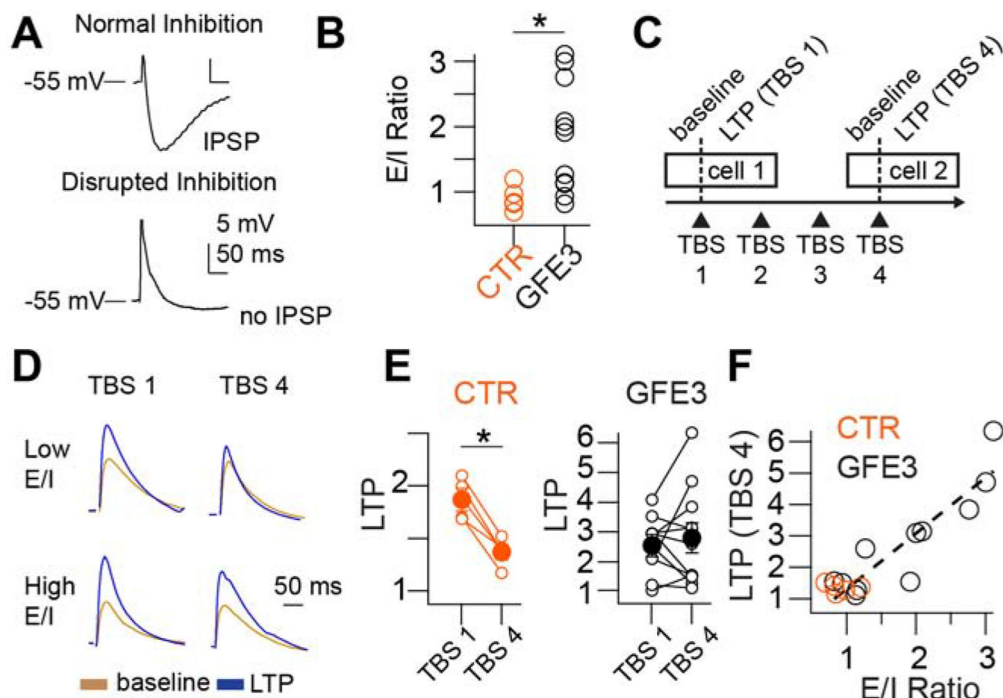 A
Normal Inhibition
-55 mV
IPSP
Disrupted Inhibition
5 mV
50 ms
-55 mV
no IPSP
B
*
E/I Ratio
3
2
1
CTR
GFE3
C
baseline
LTP (TBS 1)
baseline
LTP (TBS 4)
cell 1
cell 2
TBS
1
TBS
2
TBS
3
TBS
4
D
TBS 1
TBS 4
Low
E/I
High
E/I
50 ms
baseline
LTP
E
CTR
*
LTP
2
1
TBS 1
TBS 4
GFE3
LTP
6
5
4
3
2
1
TBS 1
TBS 4
F
CTR
GFE3
LTP (TBS 4)
6
5
4
3
2
1
1
2
3
E/I Ratio